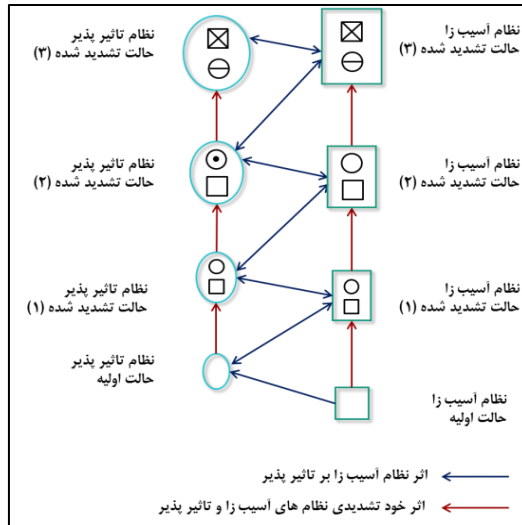 نظام آسیب زا
حالت تشدید شده (۳)
نظام تاثیر پذیر
حالت تشدید شده (۳)
نظام آسیب زا
حالت تشدید شده (۲)
نظام تاثیر پذیر
حالت تشدید شده (۲)
نظام آسیب زا
حالت تشدید شده (۱)
نظام تاثیر پذیر
حالت تشدید شده (۱)
نظام آسیب زا
حالت اولیه
نظام تاثیر پذیر
حالت اولیه
اثر نظام آسیب زا بر تاثیر پذیر
اثر خود تشدیدی نظام های آسیب زا و تاثیر پذیر